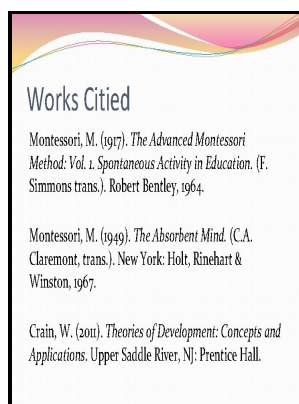 Works Citied
Montessori, M. (1917). The Advanced Montessori
Method: Vol. 1. Spontaneous Activity in Education. (F.
Simmons trans.). Robert Bentley, 1964.
Montessori, M. (1949). The Absorbent Mind. (C.A.
Claremont, trans.). New York: Holt, Rinehart &
Winston, 1967.
Crain, W. (2011). Theories of Development: Concepts and
Applications. Upper Saddle River, NJ: Prentice Hall.